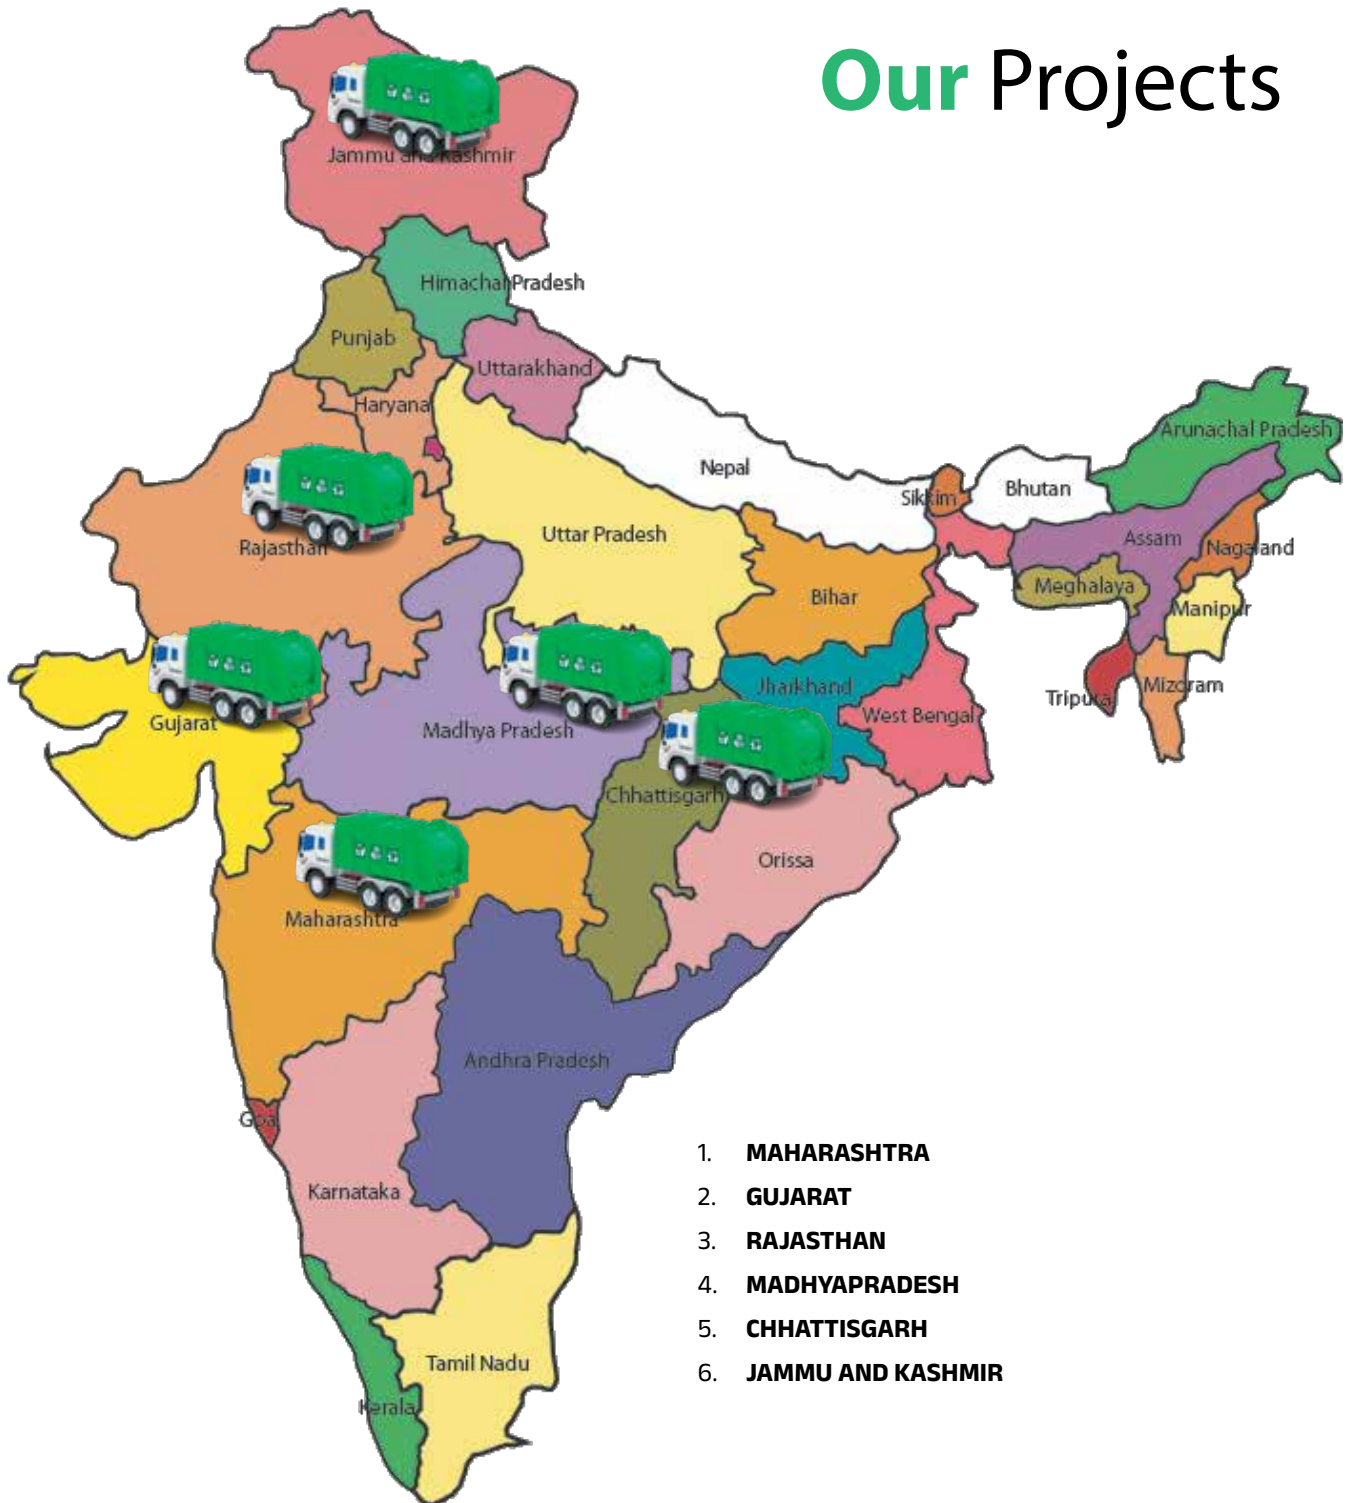 Our Projects
Jammu and Kashmir
Himachal Pradesh
Punjab
Uttarakhand
Haryana
Arunachal Pradesh
Nepal
Sikkim
Bhutan
Uttar Pradesh
Assam
Nagaland
Rajasthan
Bihar
Meghalaya
Manipur
Jharkhand
Mizoram
Tripura
Gujarat
Madhya Pradesh
West Bengal
Chhattisgarh
Orissa
Maharashtra
Andhra Pradesh
Goa
Karnataka
Tamil Nadu
Kerala
1. MAHARASHTRA
2. GUJARAT
3. RAJASTHAN
4. MADHYAPRADESH
5. CHHATTISGARH
6. JAMMU AND KASHMIR